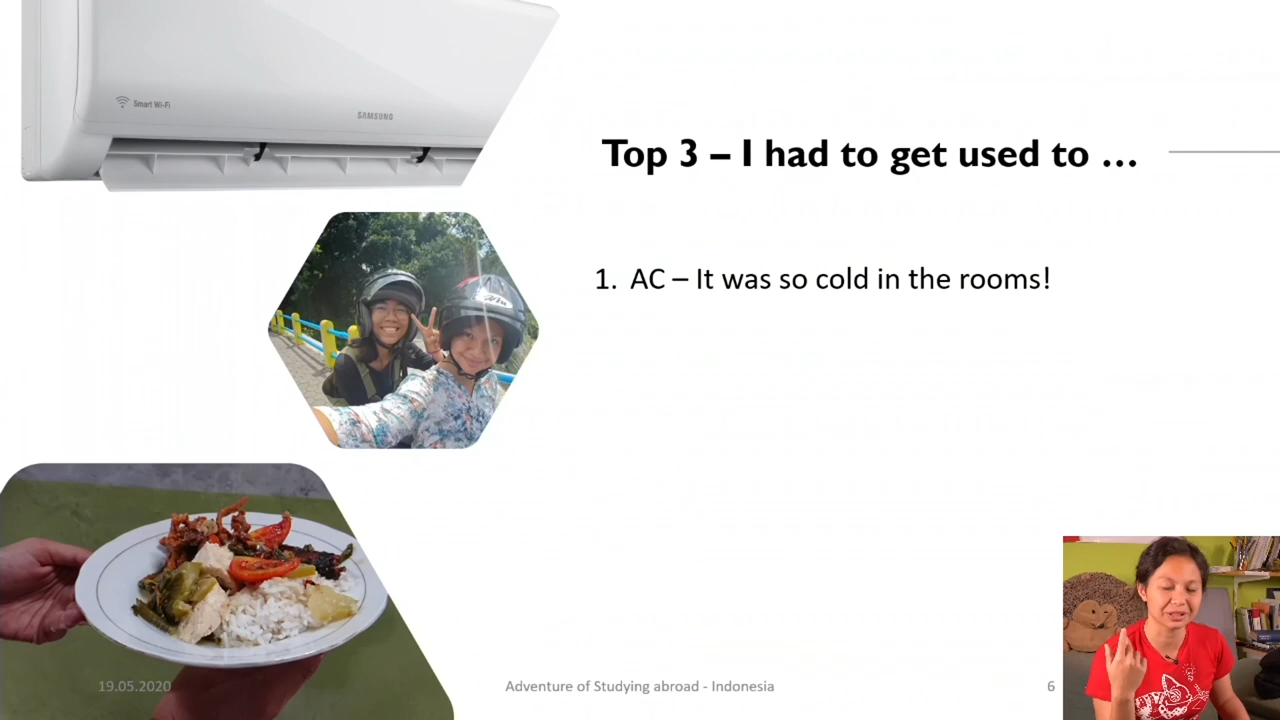 Smart Wi-Fi
SAMSUNG
Top 3 – I had to get used to …
1. AC – It was so cold in the rooms!
19.05.2020
Adventure of Studying abroad - Indonesia
6